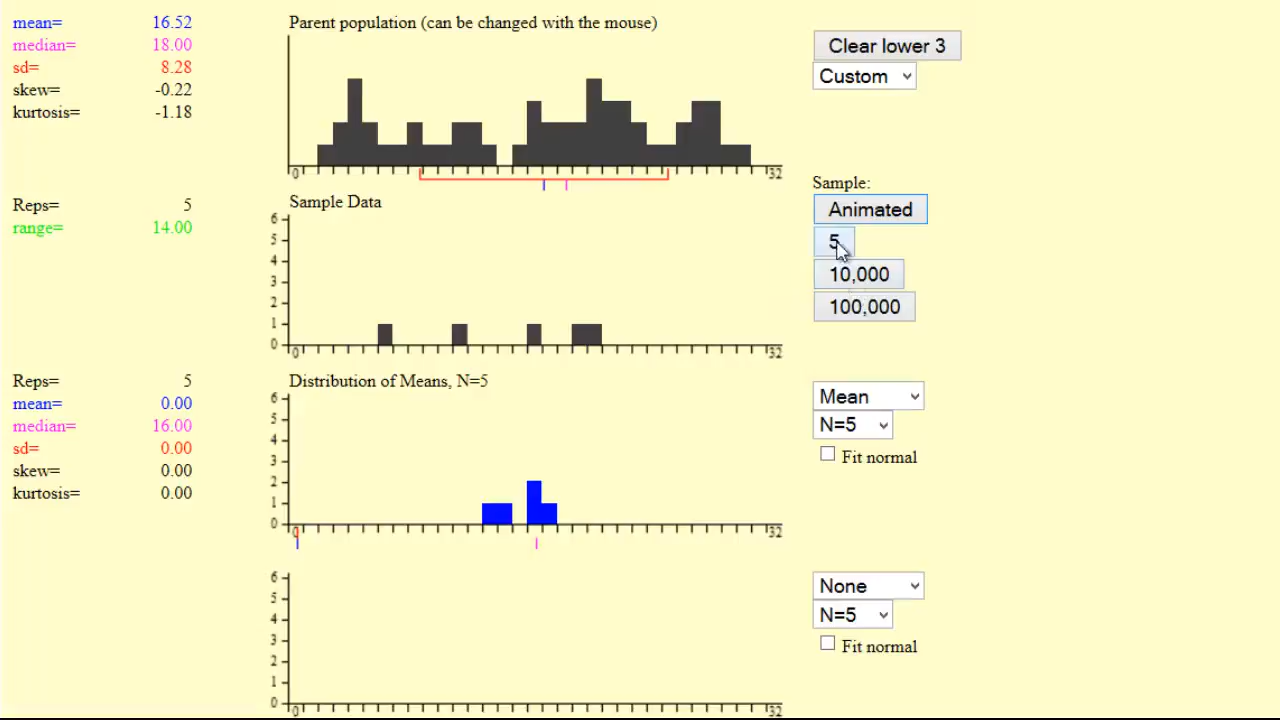 mean= 16.52
median= 18.00
sd= 8.28
skew= -0.22
kurtosis= -1.18
Parent population (can be changed with the mouse)
0 32
Clear lower 3
Custom
Reps= 5
range= 14.00
Sample Data
6
5
4
3
2
1
0
0 32
Sample:
Animated
5
10,000
100,000
Reps= 5
mean= 0.00
median= 16.00
sd= 0.00
skew= 0.00
kurtosis= 0.00
Distribution of Means, N=5
6
5
4
3
2
1
0
0 32
Mean
N=5
Fit normal
6
5
4
3
2
1
0
0 32
None
N=5
Fit normal